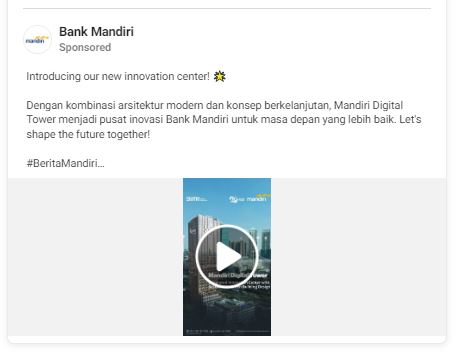 Bank Mandiri
Sponsored
Introducing our new innovation center!
Dengan kombinasi arsitektur modern dan konsep berkelanjutan, Mandiri Digital
Tower menjadi pusat inovasi Bank Mandiri untuk masa depan yang lebih baik. Let's
shape the future together!
#BeritaMandiri...
mandiri
mandiri
Mandiri Digital Tower